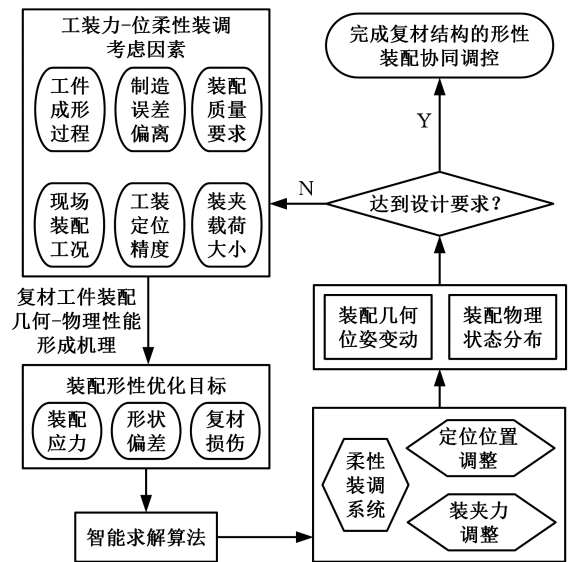 工装力-位柔性装调
考虑因素
工件
成形
过程
制造
误差
偏离
装配
质量
要求
现场
装配
工况
工装
定位
精度
装夹
载荷
大小
复材工件装配
几何-物理性能
形成机理
装配形性优化目标
装配
应力
形状
偏差
复材
损伤
智能求解算法
柔性
装调
系统
定位位置
调整
装夹力
调整
装配几何
位姿变动
装配物理
状态分布
达到设计要求?
N
Y
完成复材结构的形性
装配协同调控